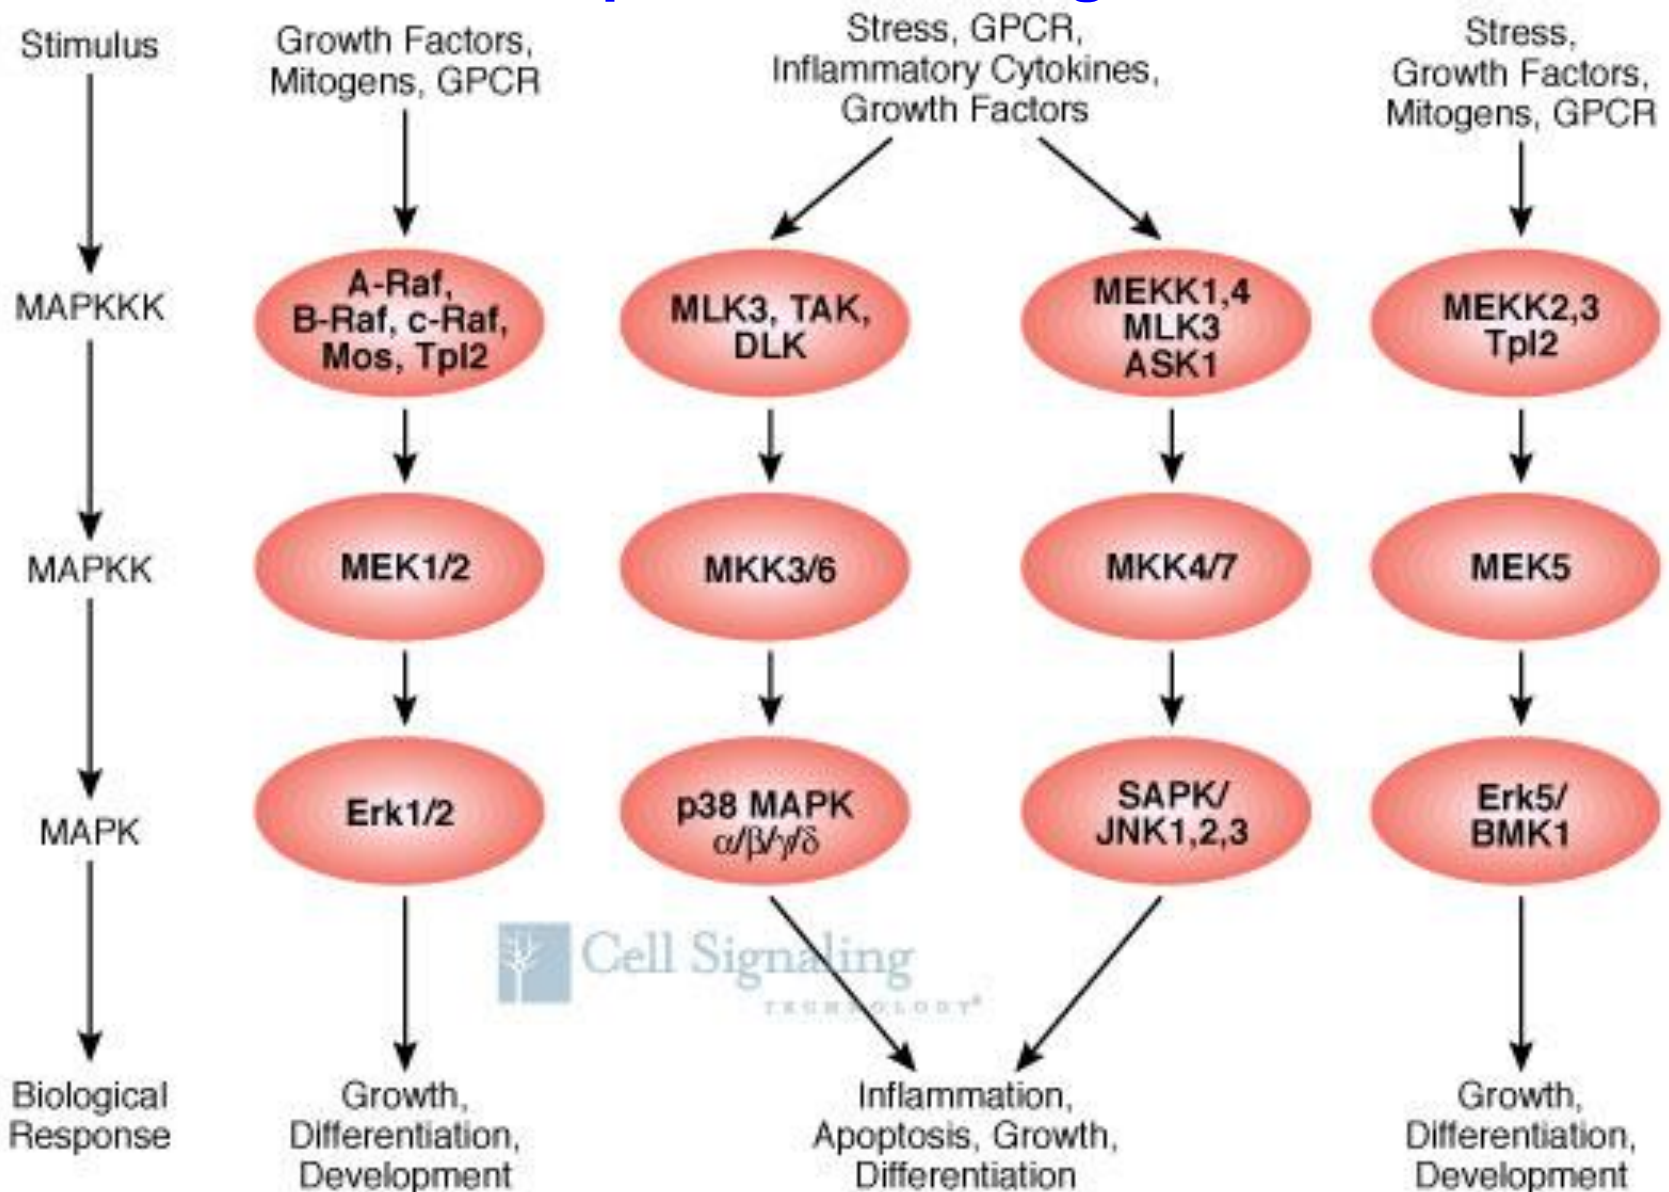 Stimulus
Growth Factors,
Mitogens, GPCR
Stress, GPCR,
Inflammatory Cytokines,
Growth Factors
Stress,
Growth Factors,
Mitogens, GPCR
MAPKKK
A-Raf,
B-Raf, c-Raf,
Mos, Tpl2
MLK3, TAK,
DLK
MEKK1,4
MLK3
ASK1
MEKK2,3
Tpl2
MAPKK
MEK1/2
MKK3/6
MKK4/7
MEK5
MAPK
Erk1/2
p38 MAPK
α/β/γ/δ
SAPK/
JNK1,2,3
Erk5/
BMK1
Cell Signaling
TECHNOLOGY®
Biological
Response
Growth,
Differentiation,
Development
Inflammation,
Apoptosis, Growth,
Differentiation
Growth,
Differentiation,
Development